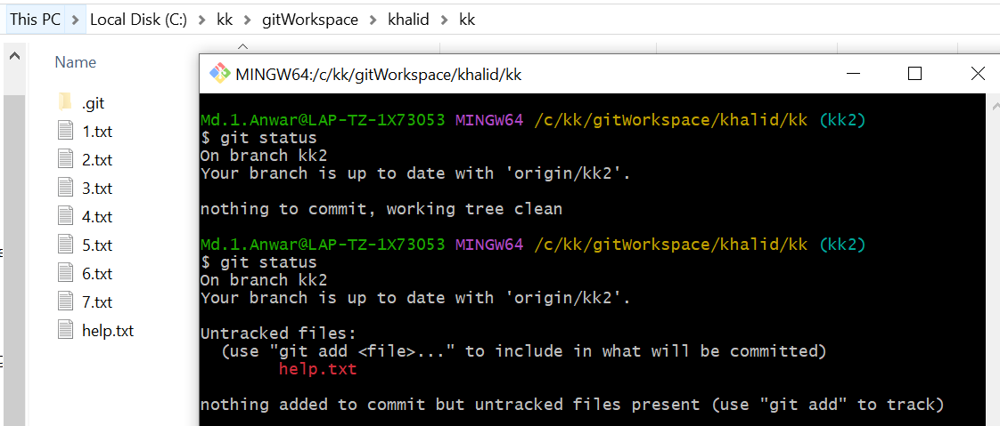 This PC > Local Disk (C:) > kk > gitWorkspace > khalid > kk
Name
.git
1.txt
2.txt
3.txt
4.txt
5.txt
6.txt
7.txt
help.txt
MINGW64:/c/kk/gitWorkspace/khalid/kk
Md.1.Anwar@LAP-TZ-1X73053 MINGW64 /c/kk/gitWorkspace/khalid/kk (kk2)
$ git status
On branch kk2
Your branch is up to date with 'origin/kk2'.
nothing to commit, working tree clean
Md.1.Anwar@LAP-TZ-1X73053 MINGW64 /c/kk/gitWorkspace/khalid/kk (kk2)
$ git status
On branch kk2
Your branch is up to date with 'origin/kk2'.
Untracked files:
(use "git add <file>..." to include in what will be committed)
help.txt
nothing added to commit but untracked files present (use "git add" to track)